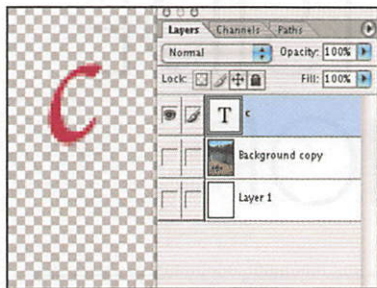 C
Layers Channels Paths
Normal Opacity: 100%
Lock: Fill: 100%
T c
Background copy
Layer 1